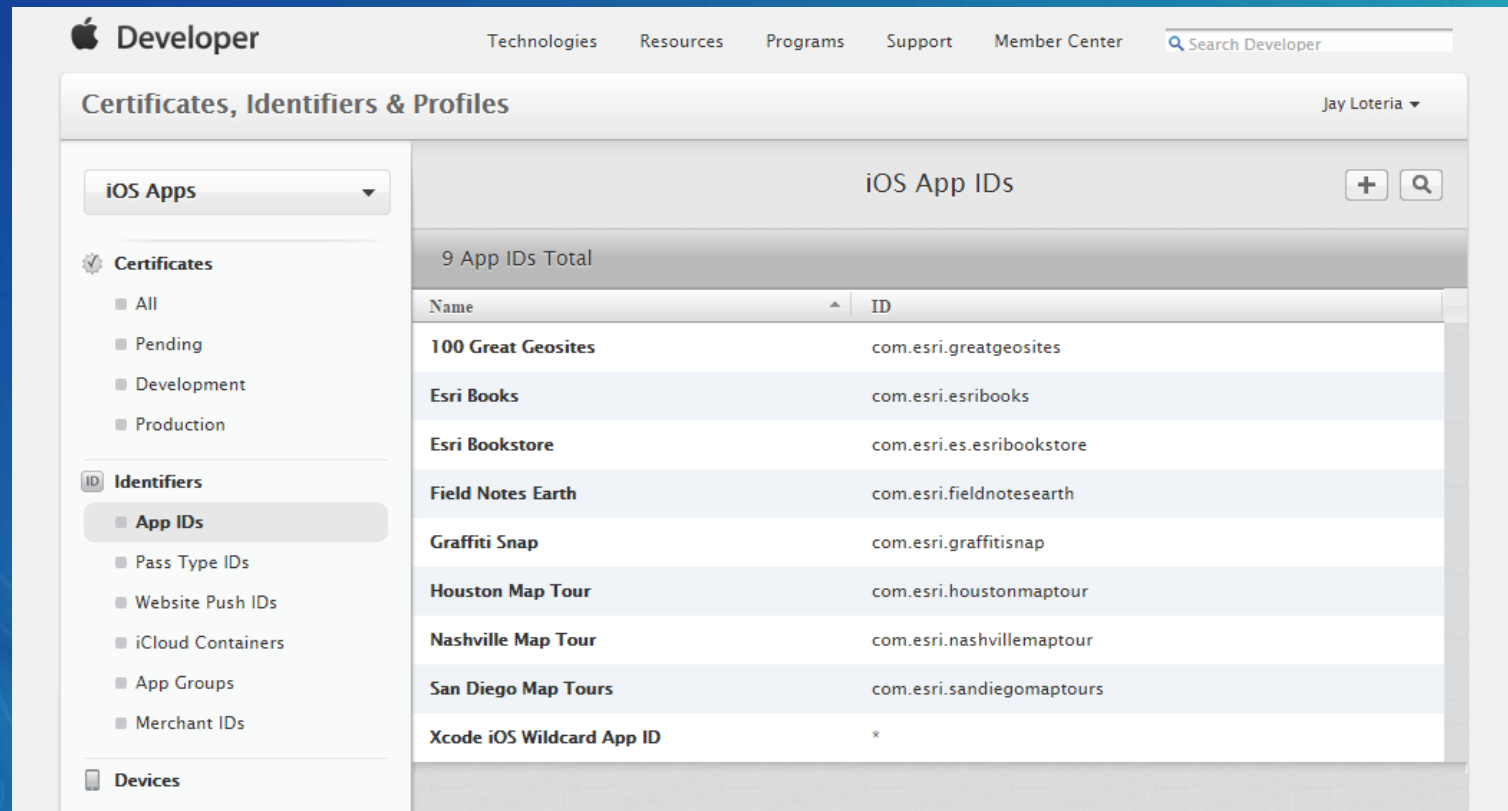 Developer
Technologies Resources Programs Support Member Center Search Developer
Certificates, Identifiers & Profiles
Jay Loteria
iOS Apps
Certificates
All
Pending
Development
Production
ID Identifiers
App IDs
Pass Type IDs
Website Push IDs
iCloud Containers
App Groups
Merchant IDs
Devices
iOS App IDs
9 App IDs Total
Name ID
100 Great Geosites com.esri.greatgeosites
Esri Books com.esri.esribooks
Esri Bookstore com.esri.es.esribookstore
Field Notes Earth com.esri.fieldnotesearth
Graffiti Snap com.esri.graffitisnap
Houston Map Tour com.esri.houstonmaptour
Nashville Map Tour com.esri.nashvillemaptour
San Diego Map Tours com.esri.sandiegomaptours
Xcode iOS Wildcard App ID *